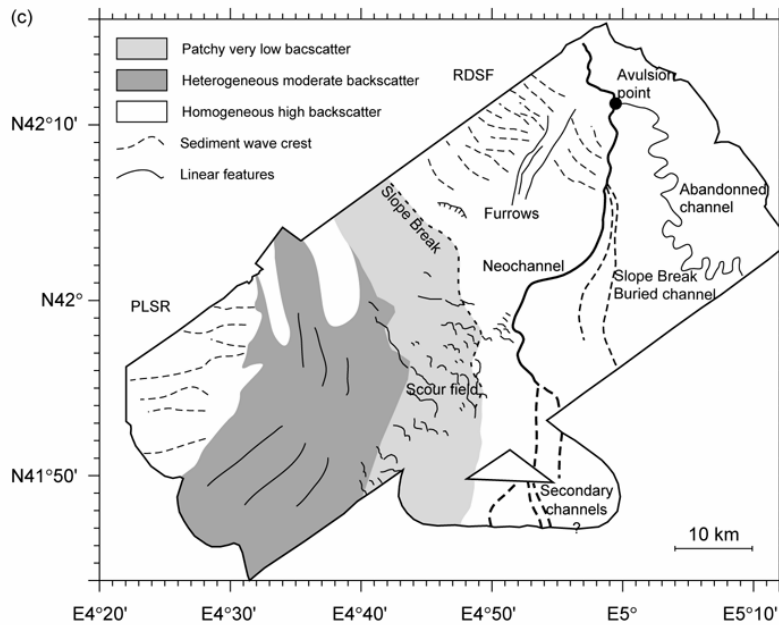 (c)
Patchy very low bacscatter
Heterogeneous moderate backscatter
Homogeneous high backscatter
Sediment wave crest
Linear features
RDSF
Avulsion
point
Abandonned
channel
Furrows
Slope Break
Neochannel
Slope Break
Buried channel
PLSR
Scour field
Secondary
channels
?
10 km
N42°10'
N42°
N41°50'
E4°20'
E4°30'
E4°40'
E4°50'
E5°
E5°10'